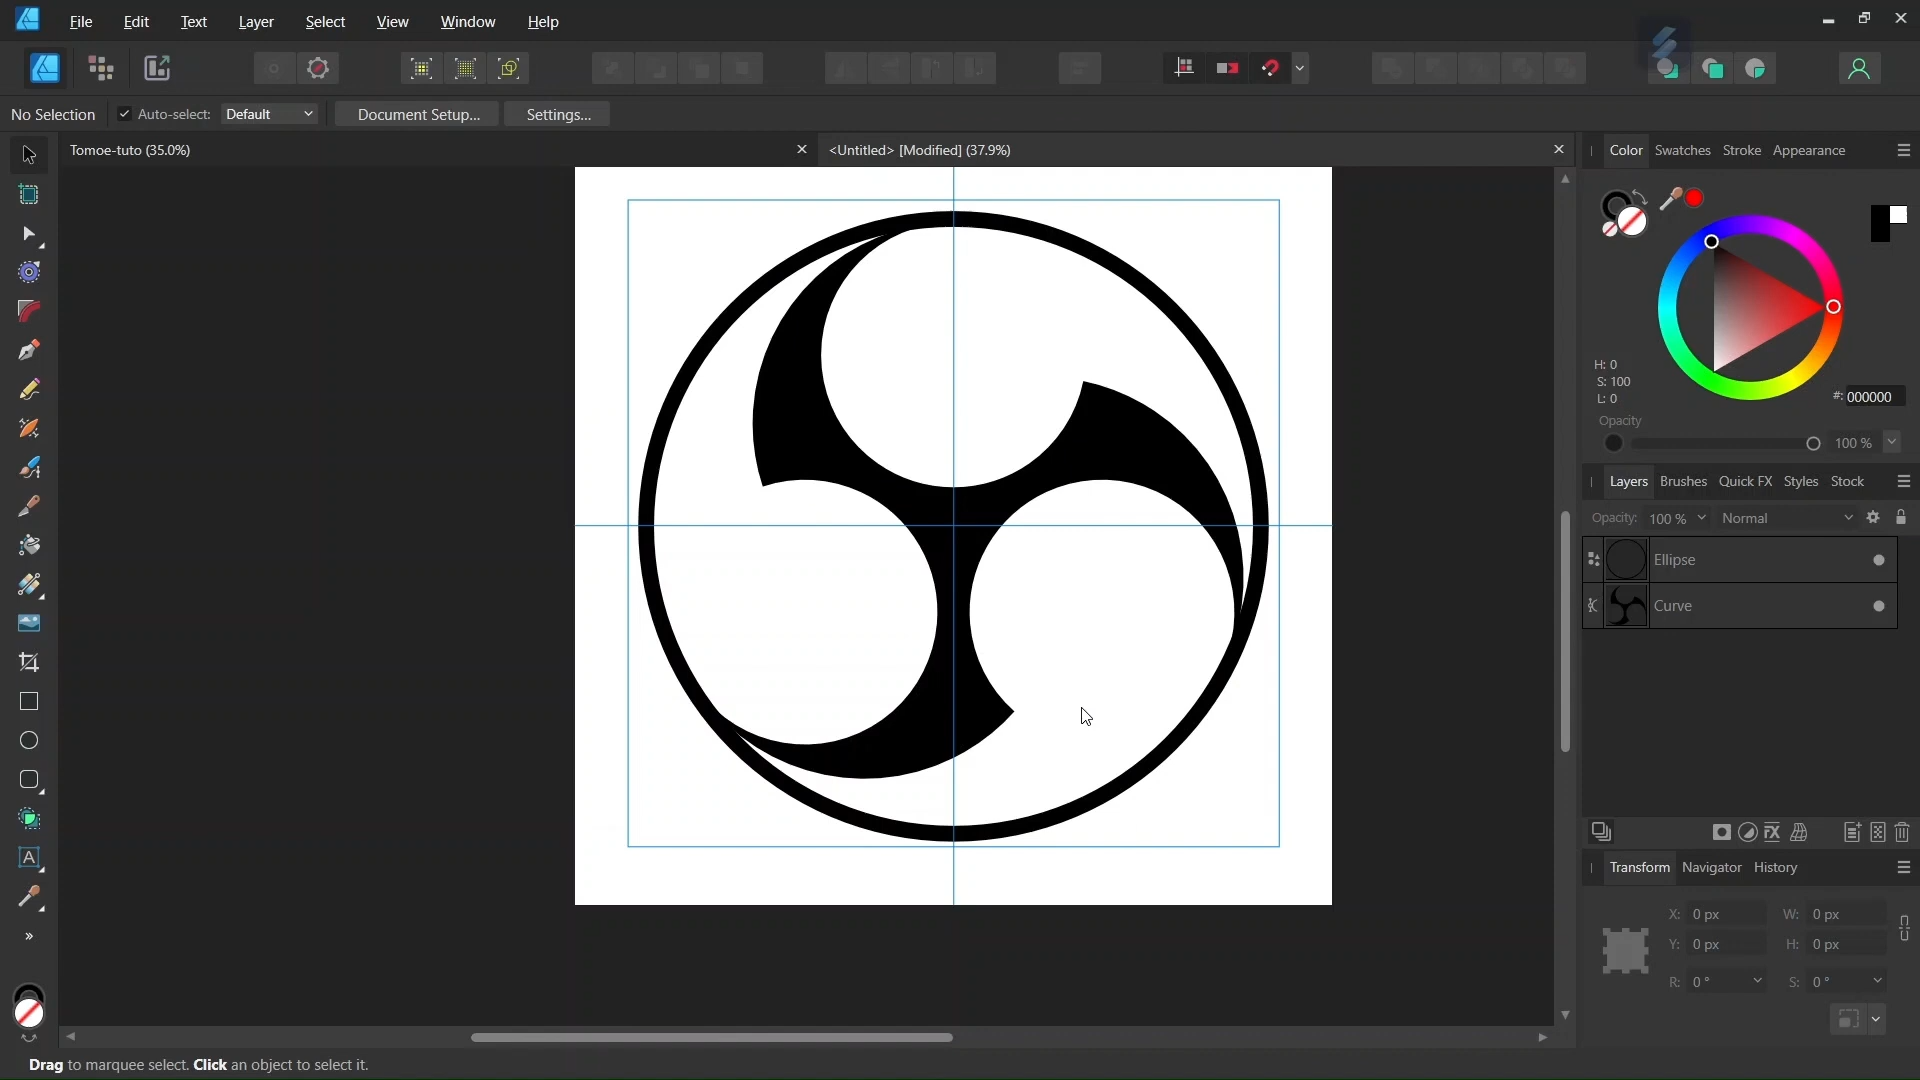 File Edit Text Layer Select View Window Help
No Selection Auto-select: Default Document Setup... Settings...
Tomoe-tuto (35.0%)
<Untitled> [Modified] (37.9%)
Color Swatches Stroke Appearance
H: 0
S: 100
L: 0
#: 000000
Opacity
100 %
Layers Brushes Quick FX Styles Stock
Opacity: 100 % Normal
Ellipse
Curve
Transform Navigator History
X: 0 px W: 0 px
Y: 0 px H: 0 px
R: 0 ° S: 0 °
Drag to marquee select. Click an object to select it.